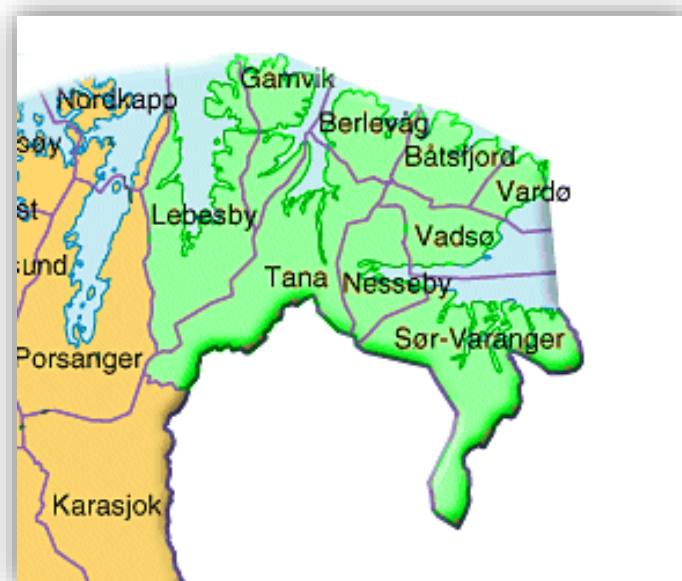 Gamvik
Nordkapp
Berlevåg
Båtsfjord
Vardø
Lebesby
Vadsø
Tana
Nesseby
Sør-Varanger
Porsanger
Karasjok